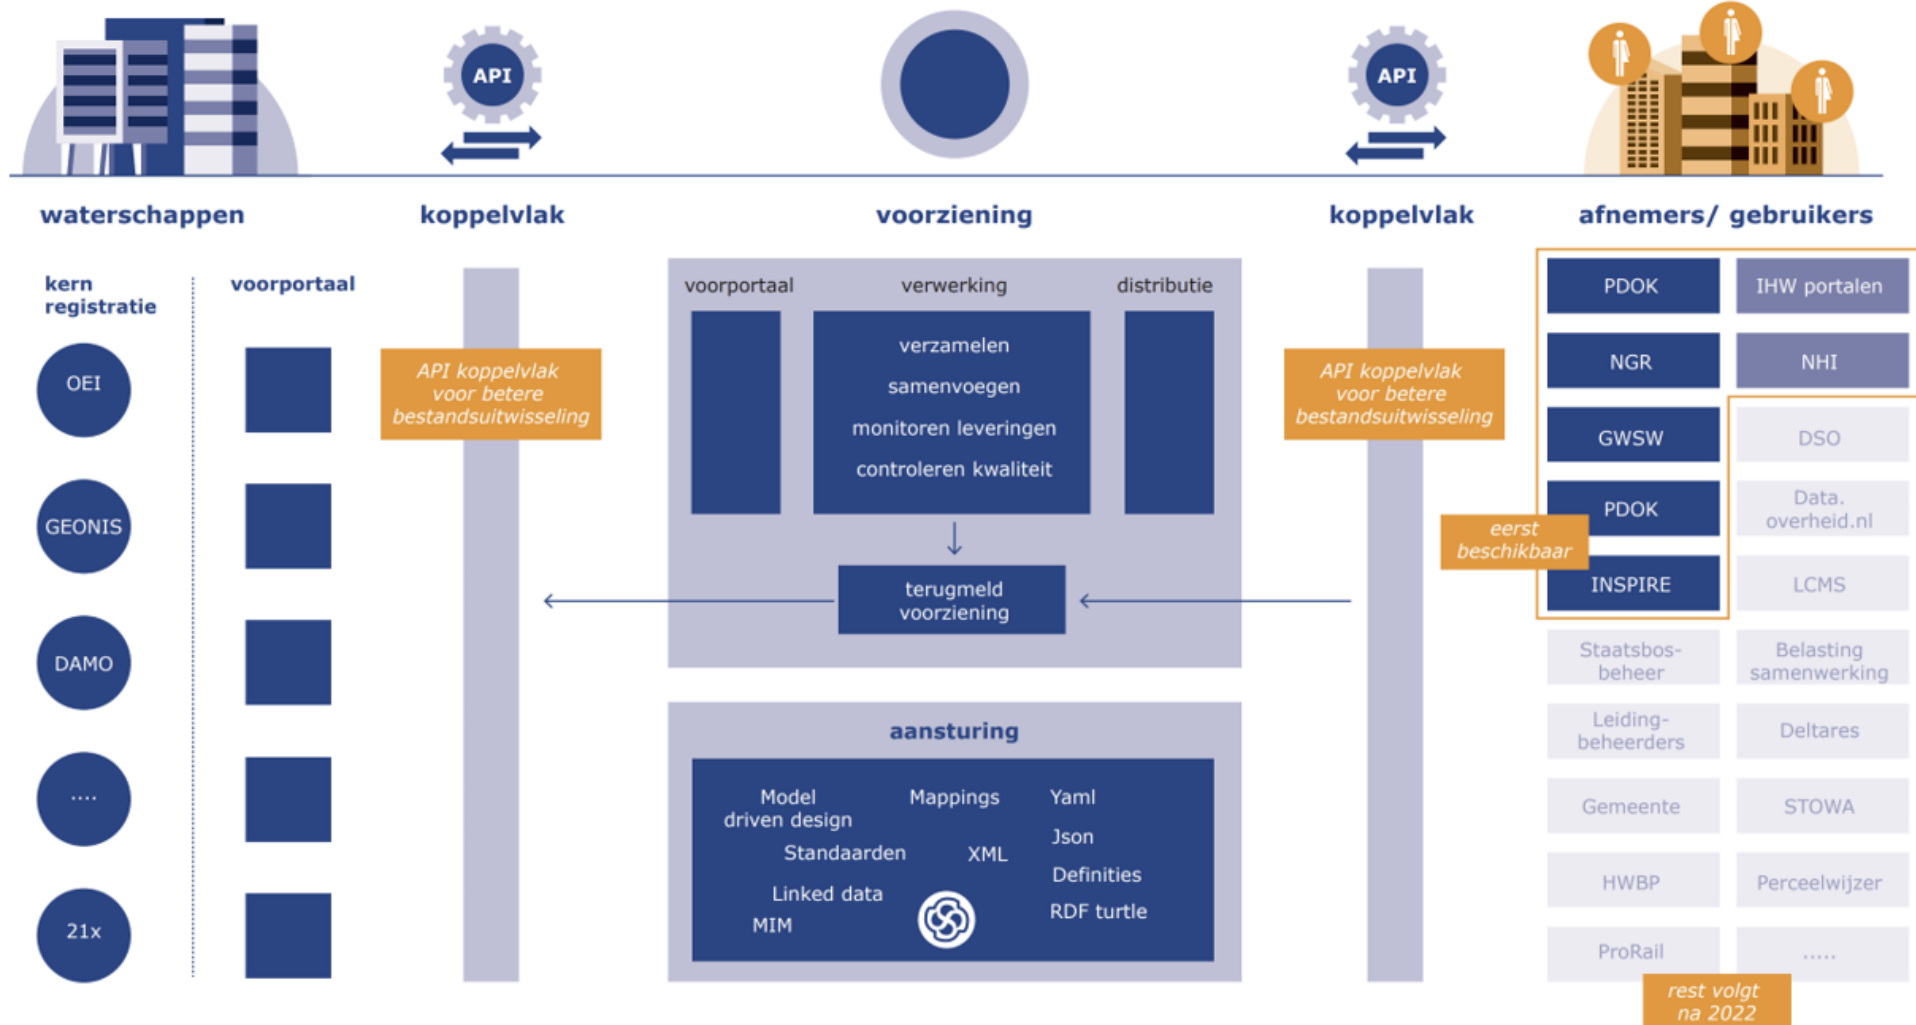 API
API
waterschappen
koppelvlak
voorziening
koppelvlak
afnemers/ gebruikers
kern
registratie
voorportaal
OEI
GEONIS
DAMO
....
21x
API koppelvlak
voor betere
bestandsuitwisseling
voorportaal
verwerking
distributie
verzamelen
samenvoegen
monitoren leveringen
controleren kwaliteit
terugmeld
voorziening
aansturing
Model
driven design
Mappings
Yaml
Standaarden
XML
Json
Linked data
Definities
MIM
RDF turtle
API koppelvlak
voor betere
bestandsuitwisseling
PDOK
IHW portalen
NGR
NHI
GWSW
DSO
PDOK
Data.
overheid.nl
eerst
beschikbaar
INSPIRE
LCMS
Staatsbos-
beheer
Belasting
samenwerking
Leiding-
beheerders
Deltares
Gemeente
STOWA
HWBP
Perceelwijzer
ProRail
.....
rest volgt
na 2022